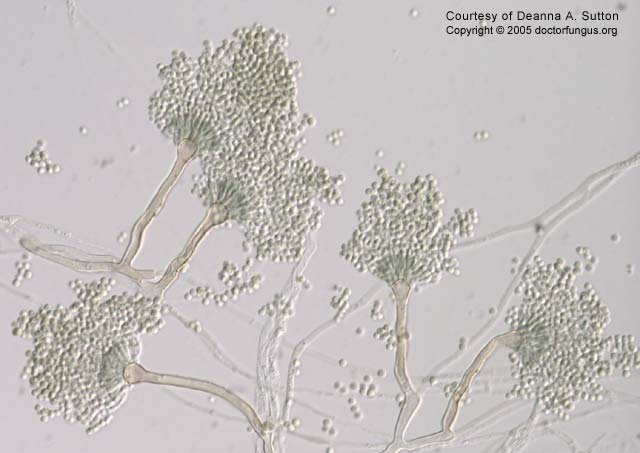 Courtesy of Deanna A. Sutton
Copyright © 2005 doctorfungus.org